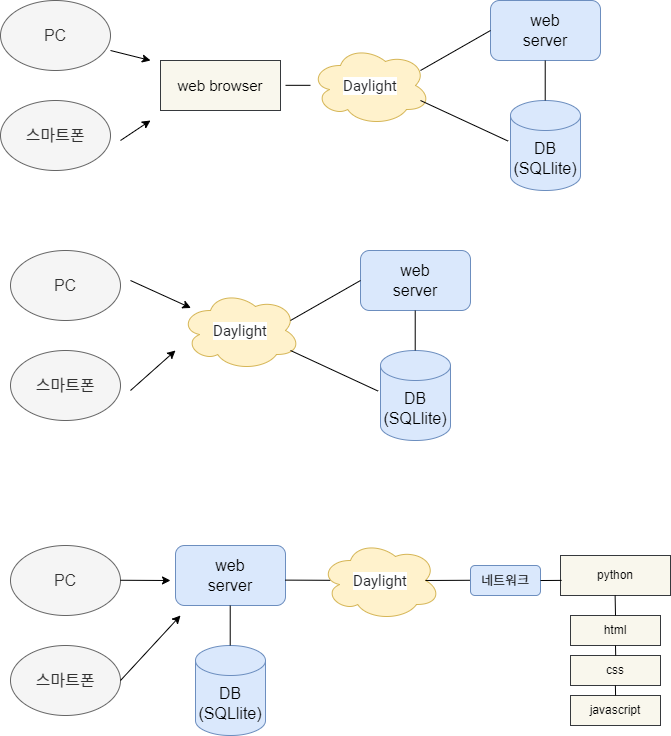 PC
스마트폰
web browser
Daylight
web
server
DB
(SQLlite)
PC
스마트폰
Daylight
web
server
DB
(SQLlite)
PC
스마트폰
web
server
DB
(SQLlite)
Daylight
네트워크
python
html
css
javascript